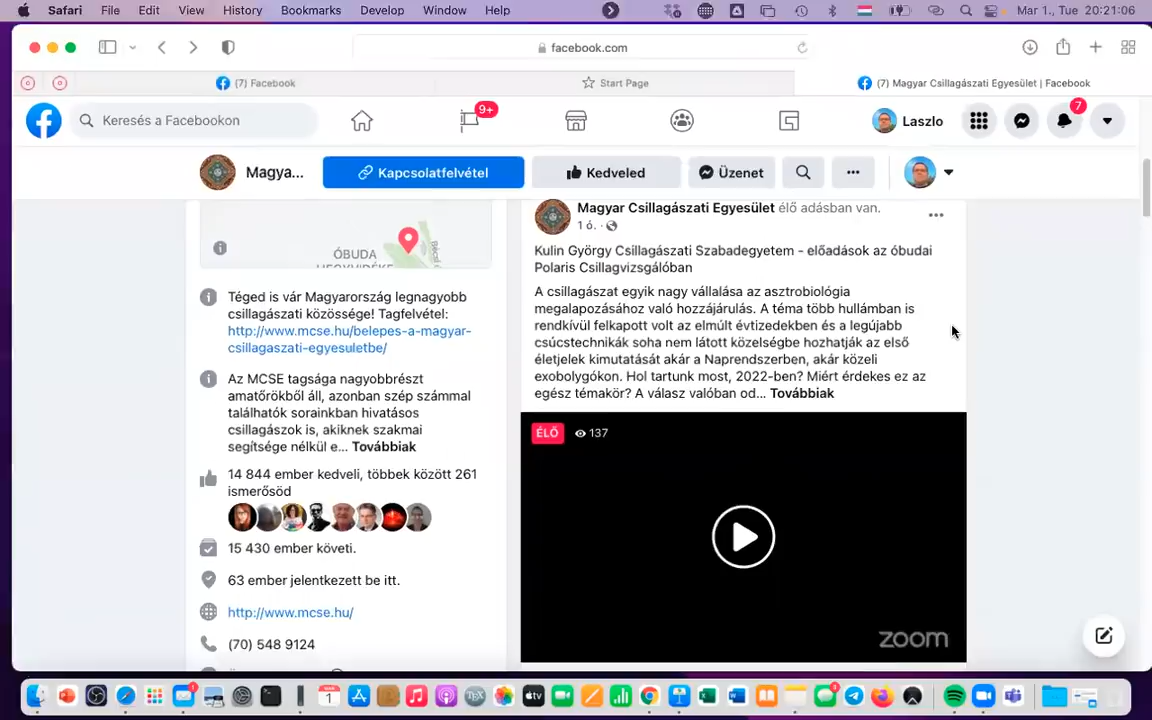 Safari File Edit View History Bookmarks Develop Window Help Mar 1., Tue 20:21:06
facebook.com
(7) Facebook
Start Page
(7) Magyar Csillagászati Egyesület | Facebook
Keresés a Facebookon
9+
Laszlo
7
Magya...
Kapcsolatfelvétel
Kedveled
Üzenet
ÓBUDA
Téged is vár Magyarország legnagyobb
csillagászati közössége! Tagfelvétel:
http://www.mcse.hu/belepes-a-magyar-
csillagaszati-egyesuletbe/
Az MCSE tagsága nagyobbrészt
amatőrökből áll, azonban szép számmal
találhatók sorainkban hivatásos
csillagászok is, akiknek szakmai
segítsége nélkül e... Továbbiak
14 844 ember kedveli, többek között 261
ismerősöd
15 430 ember követi.
63 ember jelentkezett be itt.
http://www.mcse.hu/
(70) 548 9124
Magyar Csillagászati Egyesület élő adásban van.
1 ó. ·
Kulin György Csillagászati Szabadegyetem - előadások az óbudai
Polaris Csillagvizsgálóban
A csillagászat egyik nagy vállalása az asztrobiológia
megalapozásához való hozzájárulás. A téma több hullámban is
rendkívül felkapott volt az elmúlt évtizedekben és a legújabb
csúcstechnikák soha nem látott közelségbe hozhatják az első
életjelek kimutatását akár a Naprendszerben, akár közeli
exobolygókon. Hol tartunk most, 2022-ben? Miért érdekes ez az
egész témakör? A válasz valóban od... Továbbiak
ÉLŐ 137
zoom